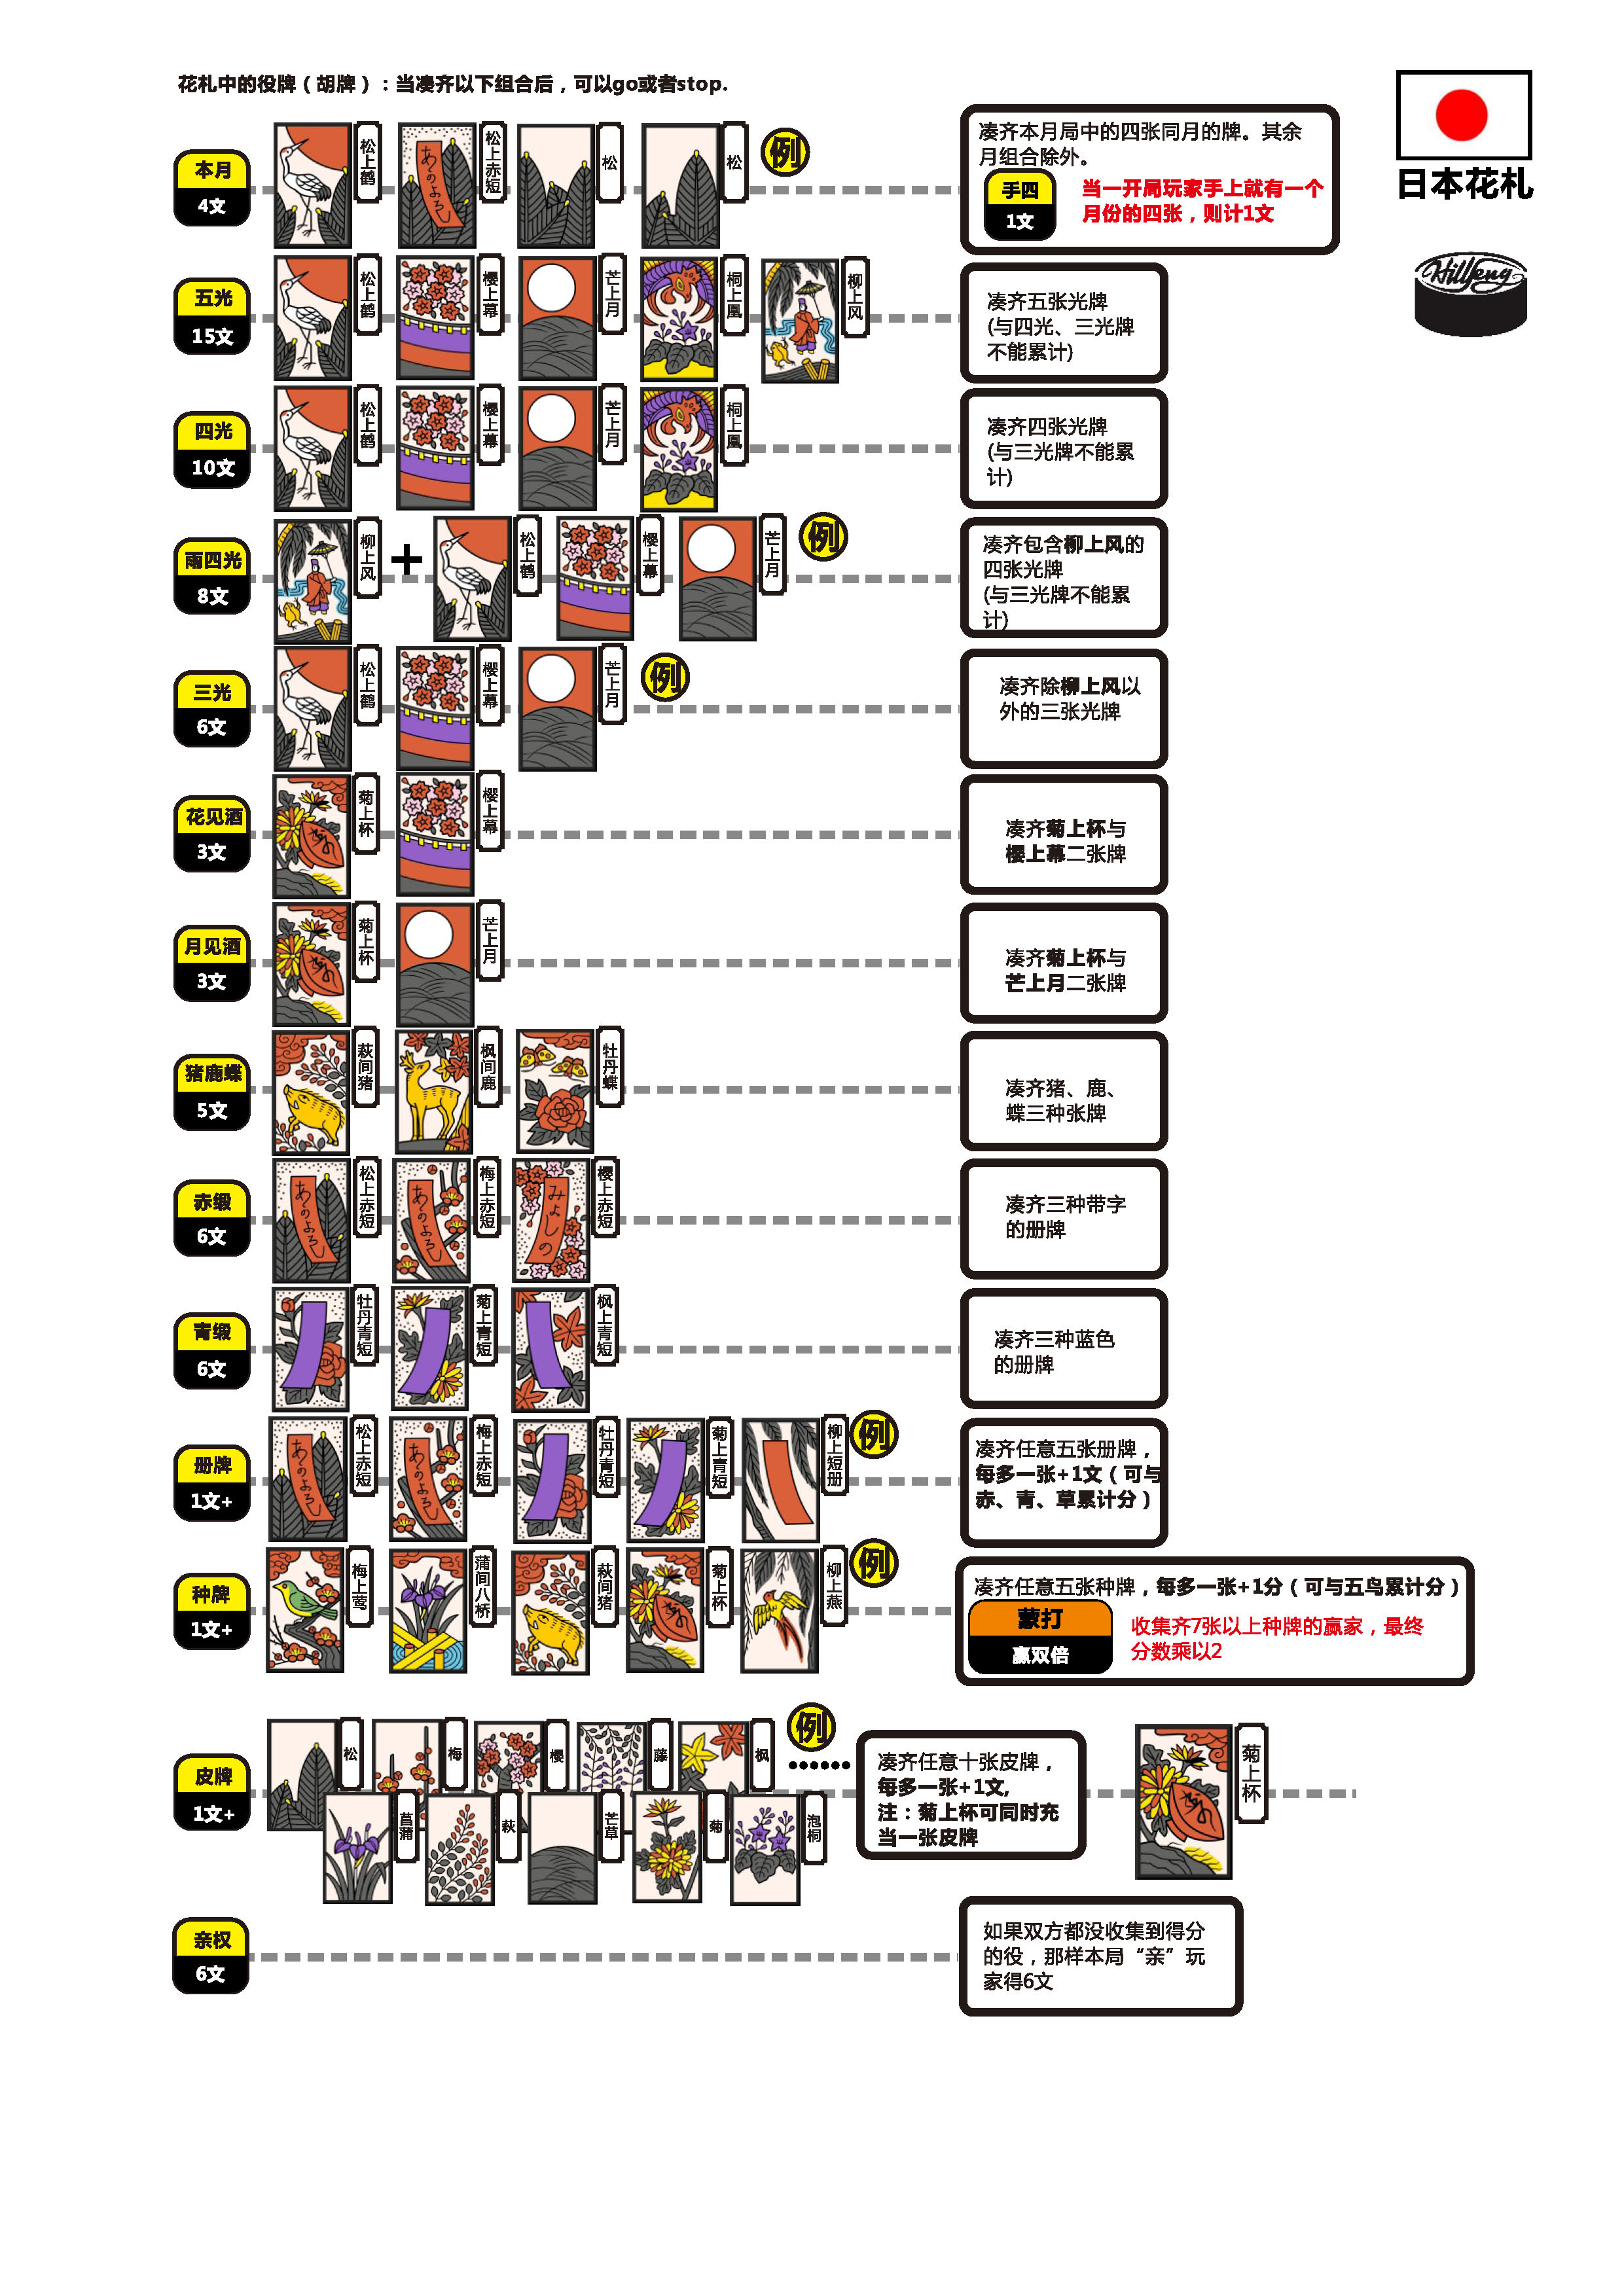 花札中的役牌（胡牌）：当凑齐以下组合后，可以go或者stop.
日本花札
Hillfeng
本月
4文
松上鹤
松上赤短
松
松
例
凑齐本月局中的四张同月的牌。其余
月组合除外。
手四
1文
当一开局玩家手上就有一个
月份的四张，则计1文
五光
15文
松上鹤
樱上幕
芒上月
桐上凰
柳上风
凑齐五张光牌
(与四光、三光牌
不能累计)
四光
10文
松上鹤
樱上幕
芒上月
桐上凰
凑齐四张光牌
(与三光牌不能累
计)
雨四光
8文
柳上风
+
松上鹤
樱上幕
芒上月
例
凑齐包含柳上风的
四张光牌
(与三光牌不能累
计)
三光
6文
松上鹤
樱上幕
芒上月
例
凑齐除柳上风以
外的三张光牌
花见酒
3文
菊上杯
樱上幕
凑齐菊上杯与
樱上幕二张牌
月见酒
3文
菊上杯
芒上月
凑齐菊上杯与
芒上月二张牌
猪鹿蝶
5文
萩间猪
枫间鹿
牡丹蝶
凑齐猪、鹿、
蝶三种张牌
赤缎
6文
あのよろし
松上赤短
あのよろし
梅上赤短
みよしの
樱上赤短
凑齐三种带字
的册牌
青缎
6文
牡丹青短
菊上青短
枫上青短
凑齐三种蓝色
的册牌
册牌
1文+
あのよろし
松上赤短
あのよろし
梅上赤短
牡丹青短
菊上青短
柳上短册
例
凑齐任意五张册牌，
每多一张+1文（可与
赤、青、草累计分）
种牌
1文+
梅上莺
蒲间八桥
萩间猪
菊上杯
柳上燕
例
凑齐任意五张种牌，每多一张+1分（可与五鸟累计分）
蒙打
赢双倍
收集齐7张以上种牌的赢家，最终
分数乘以2
皮牌
1文+
松
梅
樱
藤
枫
菖蒲
萩
芒草
菊
泡桐
例
……
凑齐任意十张皮牌，
每多一张+1文,
注：菊上杯可同时充
当一张皮牌
菊上杯
亲权
6文
如果双方都没收集到得分
的役，那样本局“亲”玩
家得6文